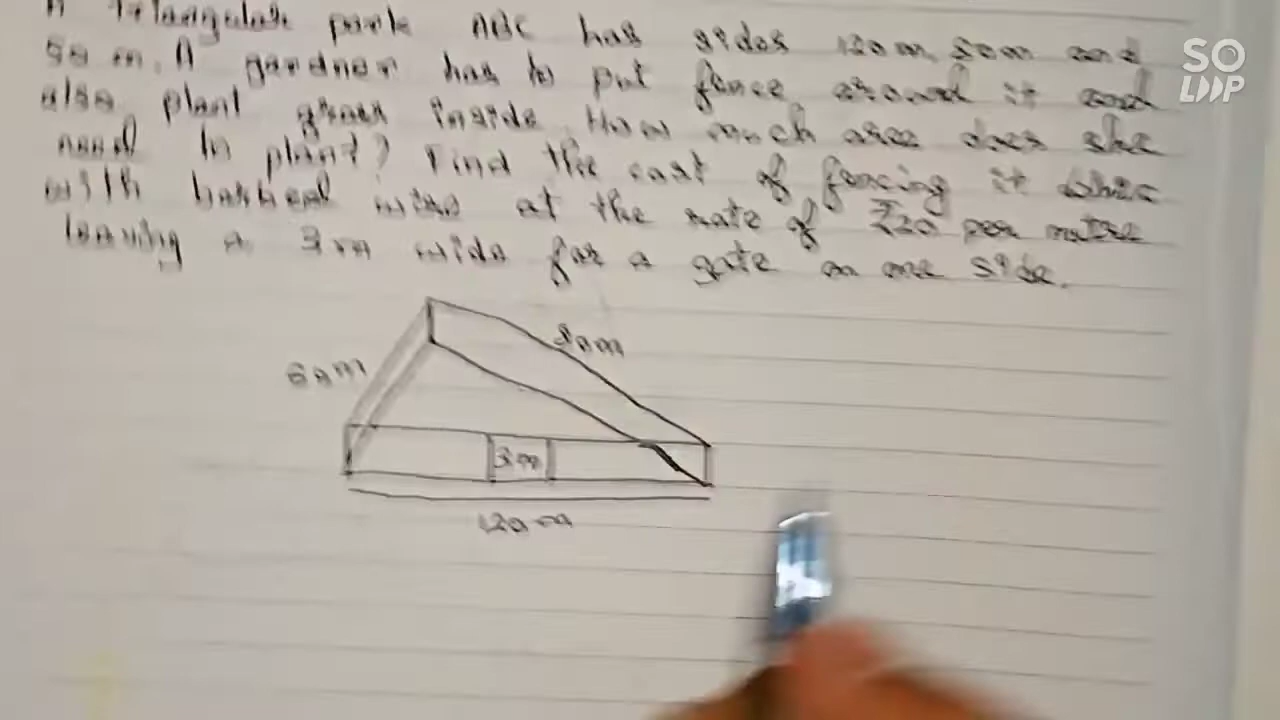 A triangular park ABC has sides 120m, 80m and
50 m. A gardner has to put fence, around it and
also plant grass inside. How much area does she
need to plant? Find the cost of fencing it
with barbed wire at the rate of ₹20 per metre
leaving a 3m wide for a gate on one side.
80m
50m
3m
120m
SO
LOOP